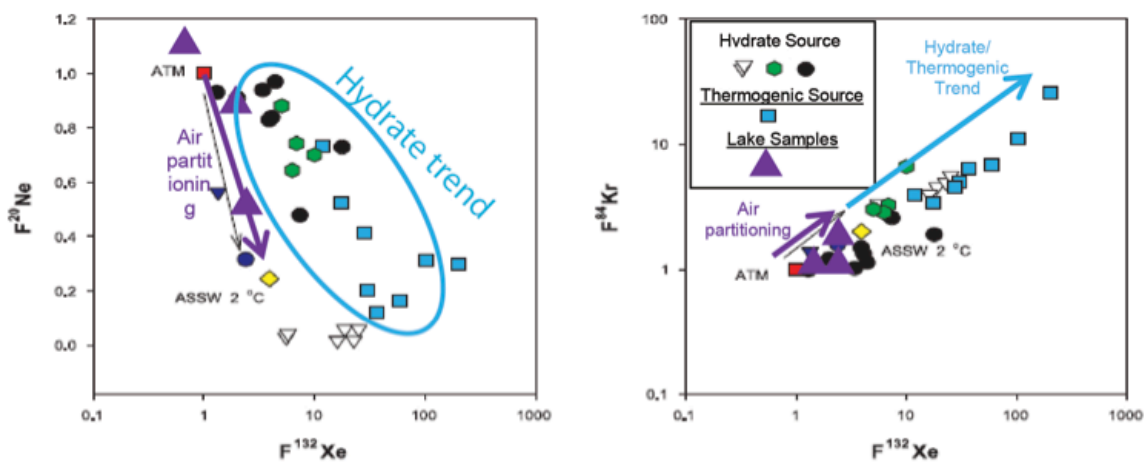 1.2
1.0
0.8
0.6
0.4
0.2
0.0
F²⁰Ne
ATM
Air
partit
ionin
g
Hydrate trend
ASSW 2 °C
0.1 1 10 100 1000
F¹³²Xe
100
10
1
0.1
F⁸⁴Kr
Hvdrate Source
Thermogenic Source
Lake Samples
Hydrate/
Thermogenic
Trend
Air
partitioning
ATM
ASSW 2 °C
0.1 1 10 100 1000
F¹³²Xe